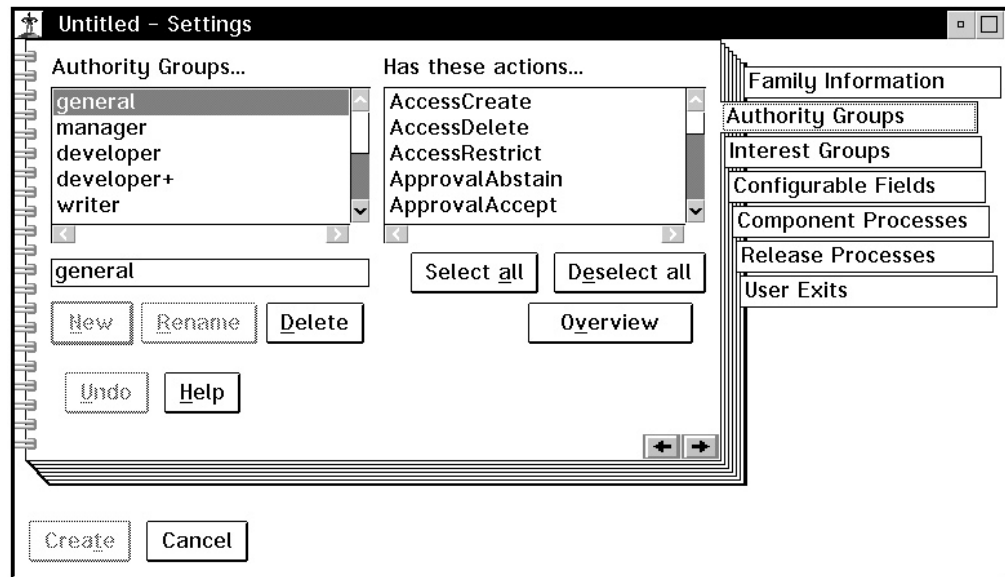 Untitled – Settings
Authority Groups...
general
manager
developer
developer+
writer
general
New Rename Delete
Undo Help
Has these actions...
AccessCreate
AccessDelete
AccessRestrict
ApprovalAbstain
ApprovalAccept
Select all Deselect all
Overview
Family Information
Authority Groups
Interest Groups
Configurable Fields
Component Processes
Release Processes
User Exits
Create Cancel